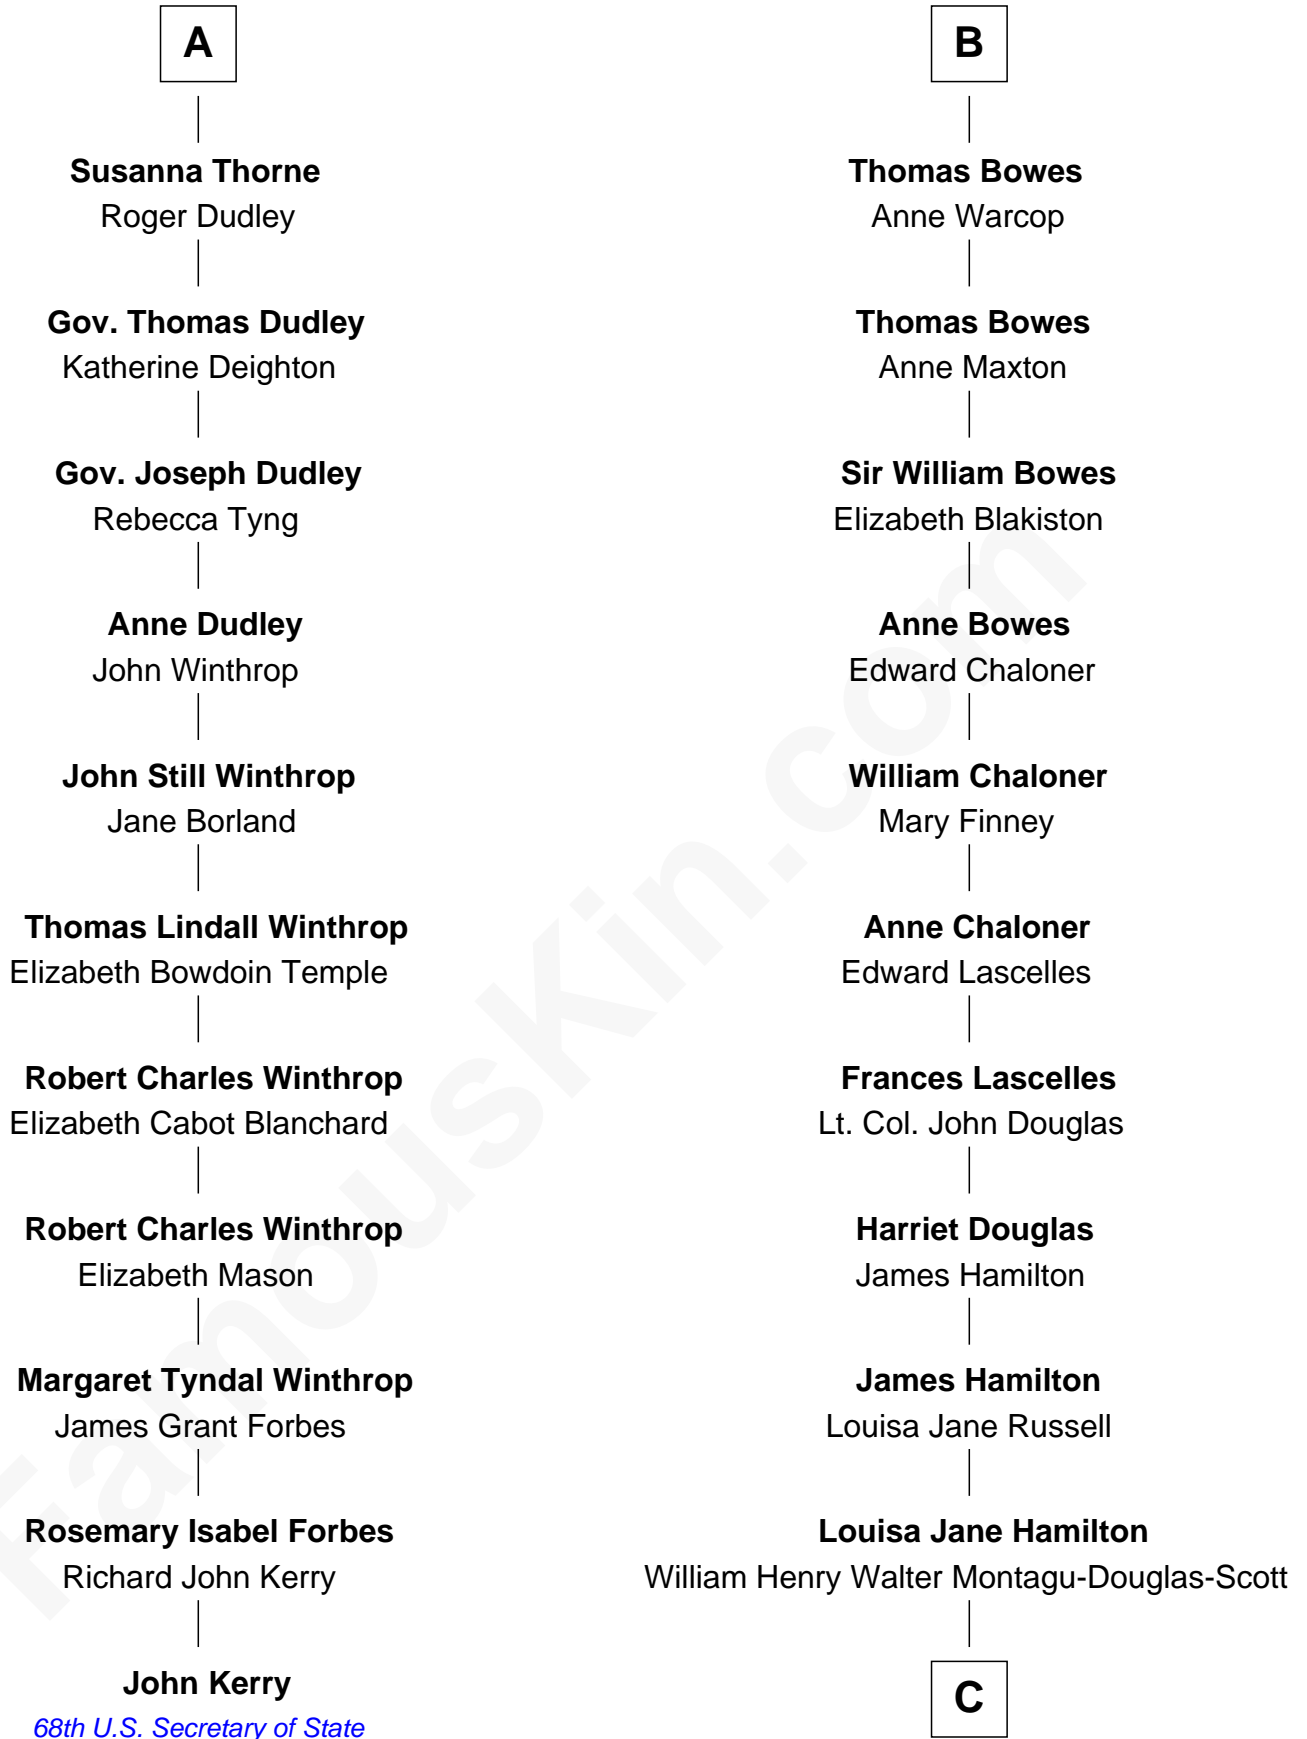 A
Susanna Thorne
Roger Dudley
Gov. Thomas Dudley
Katherine Deighton
Gov. Joseph Dudley
Rebecca Tyng
Anne Dudley
John Winthrop
John Still Winthrop
Jane Borland
Thomas Lindall Winthrop
Elizabeth Bowdoin Temple
Robert Charles Winthrop
Elizabeth Cabot Blanchard
Robert Charles Winthrop
Elizabeth Mason
Margaret Tyndal Winthrop
James Grant Forbes
Rosemary Isabel Forbes
Richard John Kerry
John Kerry
68th U.S. Secretary of State
B
Thomas Bowes
Anne Warcop
Thomas Bowes
Anne Maxton
Sir William Bowes
Elizabeth Blakiston
Anne Bowes
Edward Chaloner
William Chaloner
Mary Finney
Anne Chaloner
Edward Lascelles
Frances Lascelles
Lt. Col. John Douglas
Harriet Douglas
James Hamilton
James Hamilton
Louisa Jane Russell
Louisa Jane Hamilton
William Henry Walter Montagu-Douglas-Scott
C
FamousKin.com